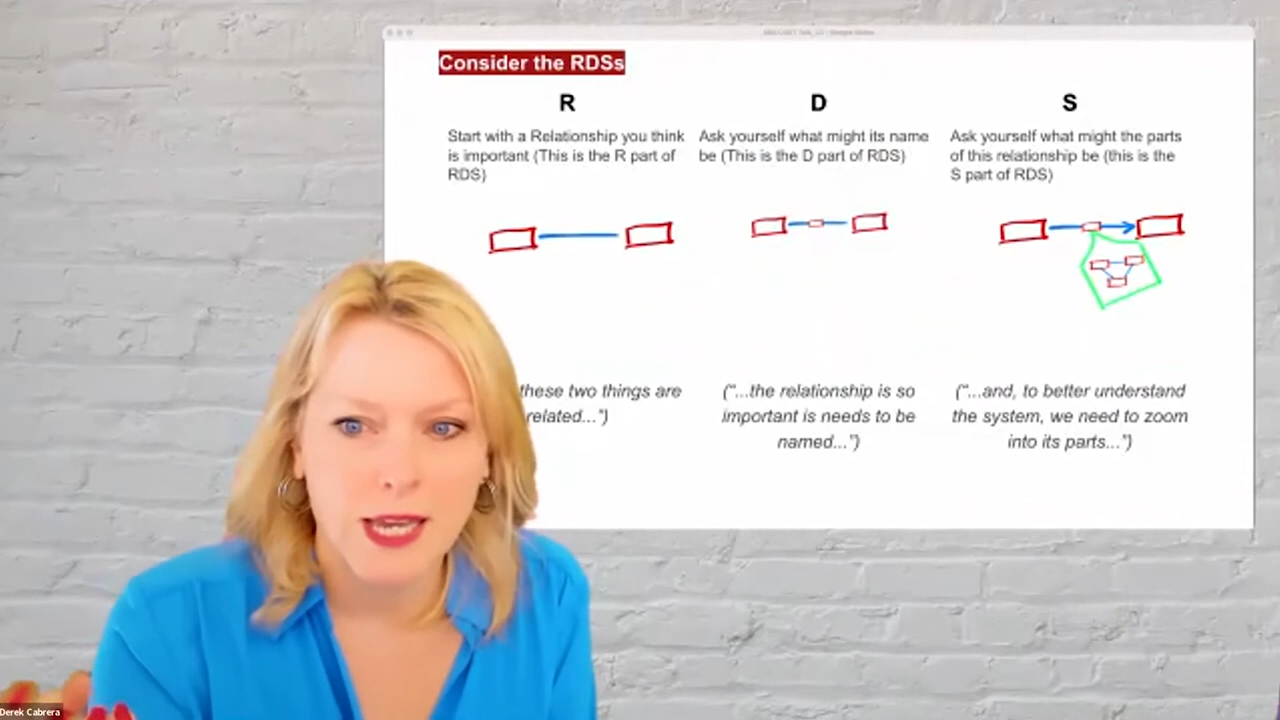 Consider the RDSs
R
Start with a Relationship you think
is important (This is the R part of
RDS)
these two things are
related...")
D
Ask yourself what might its name
be (This is the D part of RDS)
("...the relationship is so
important is needs to be
named...")
S
Ask yourself what might the parts
of this relationship be (this is the
S part of RDS)
("...and, to better understand
the system, we need to zoom
into its parts...")
Derek Cabrera